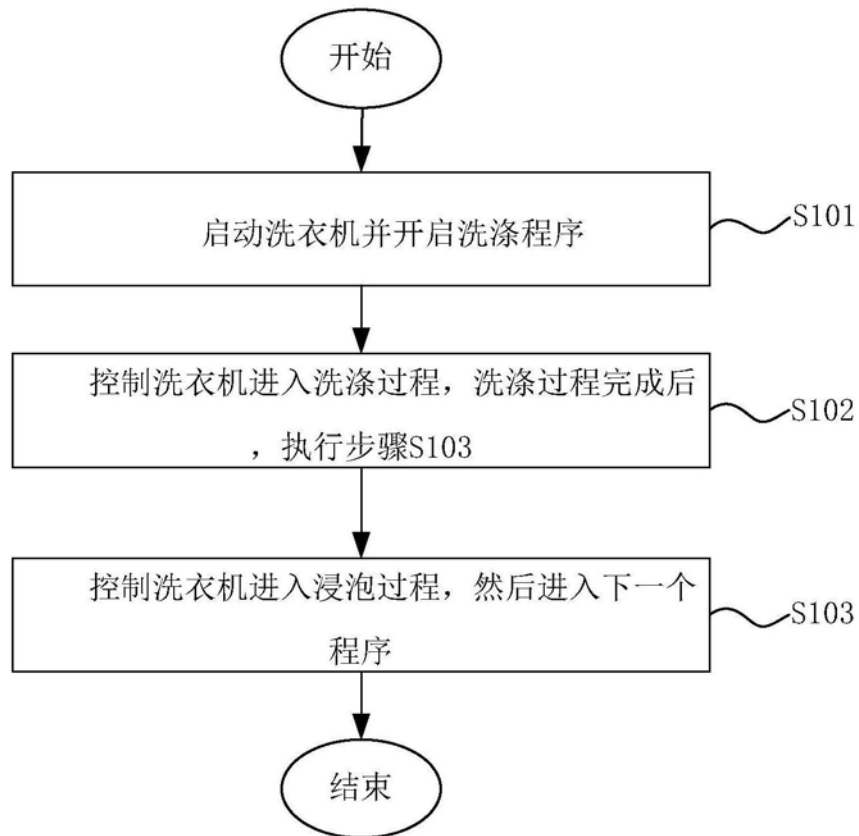 开始
启动洗衣机并开启洗涤程序
S101
控制洗衣机进入洗涤过程，洗涤过程完成后
，执行步骤S103
S102
控制洗衣机进入浸泡过程，然后进入下一个
程序
S103
结束